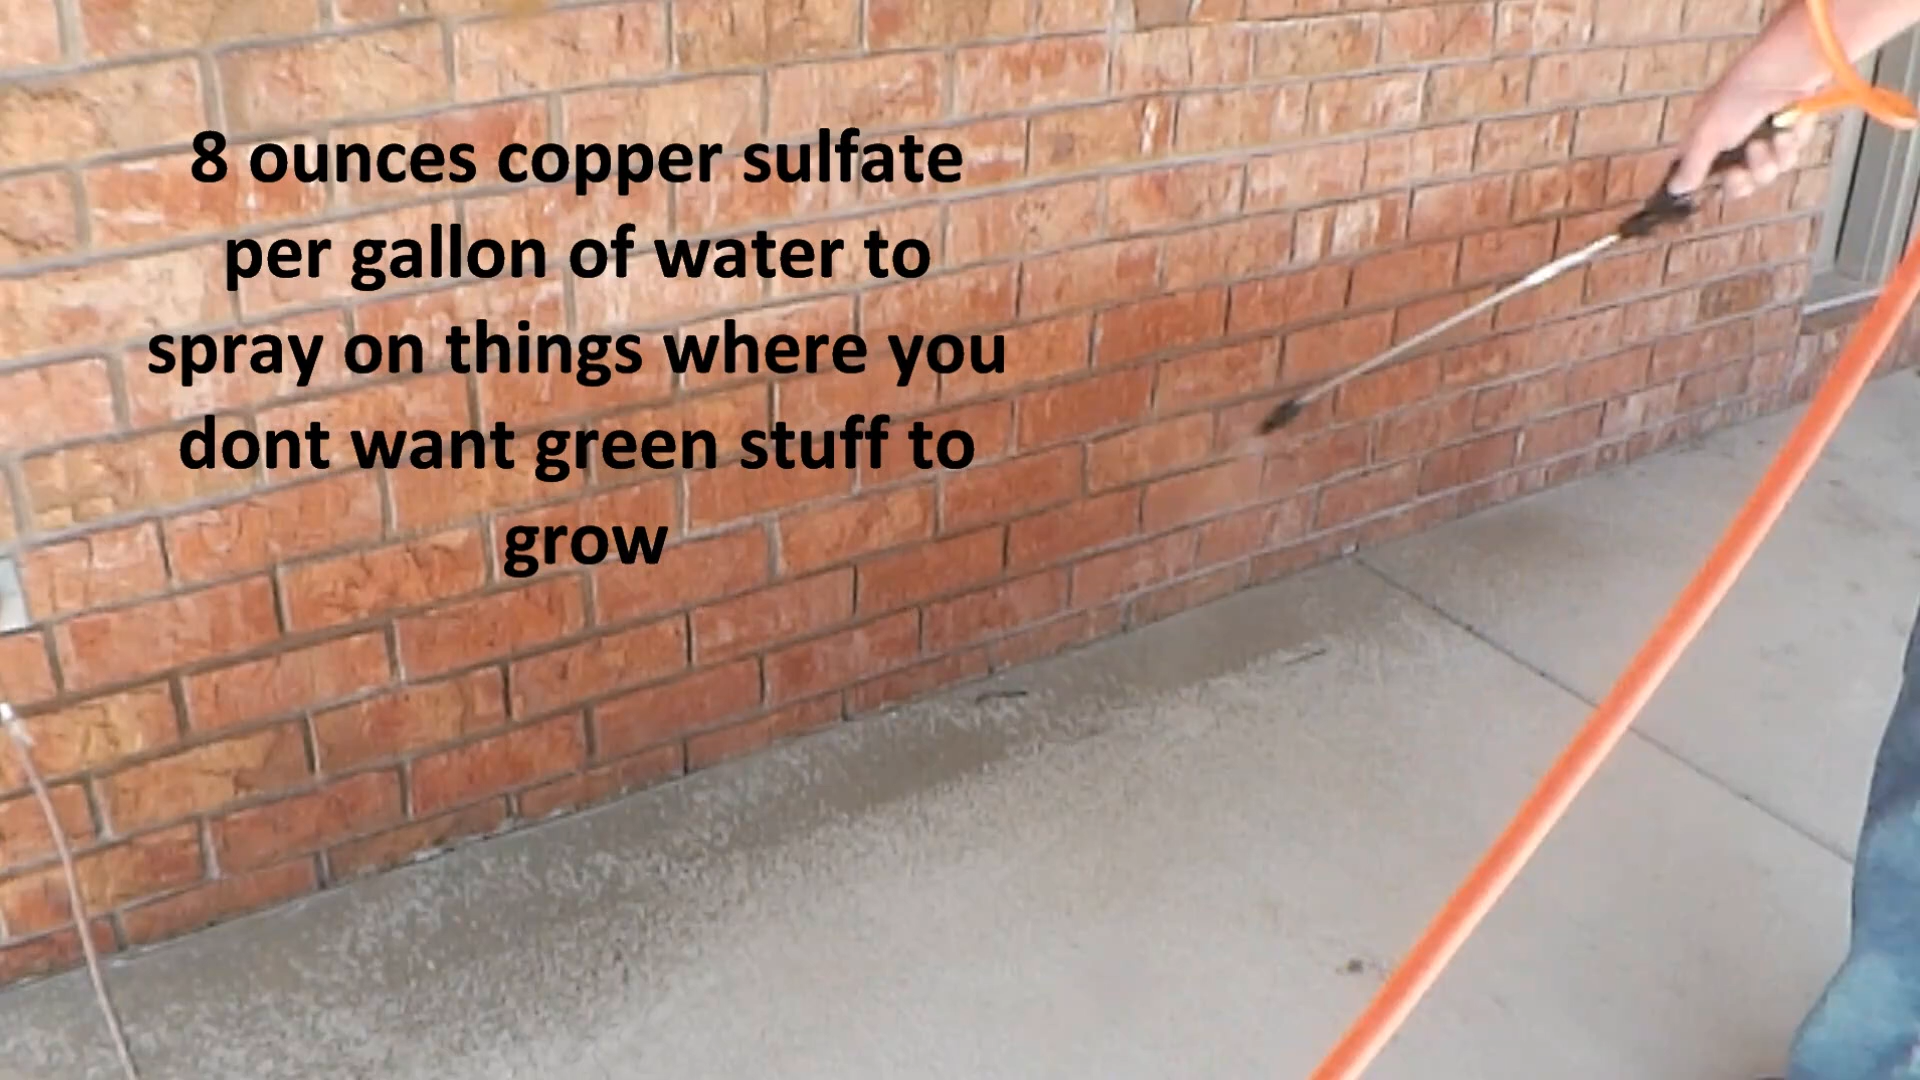 8 ounces copper sulfate
per gallon of water to
spray on things where you
dont want green stuff to
grow